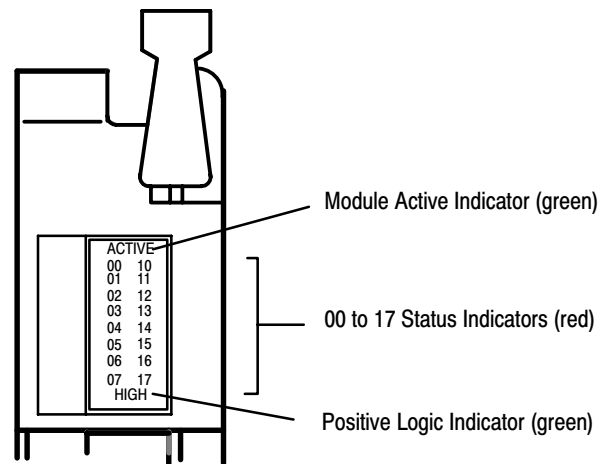 Module Active Indicator (green)
ACTIVE
00 10
01 11
02 12
03 13
04 14
05 15
06 16
07 17
HIGH
00 to 17 Status Indicators (red)
Positive Logic Indicator (green)